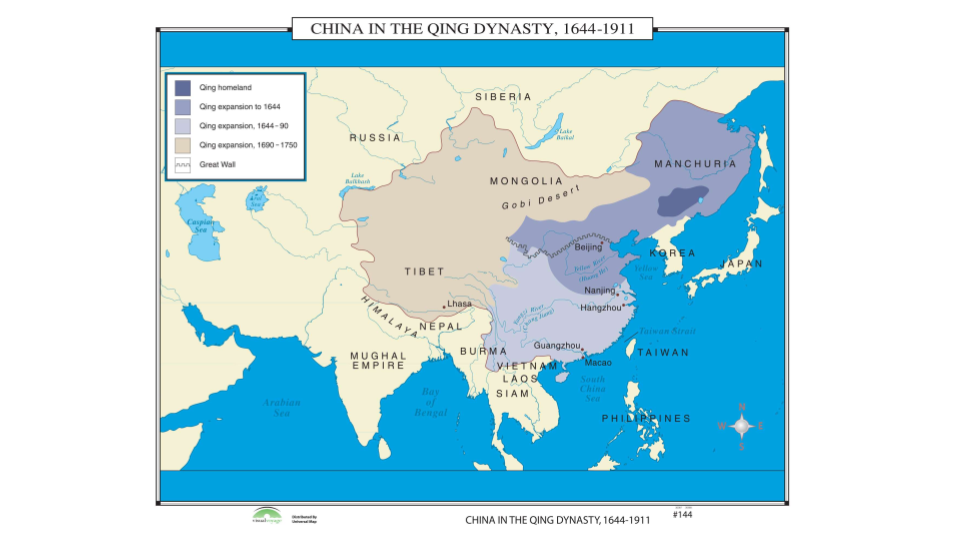 CHINA IN THE QING DYNASTY, 1644-1911
Qing homeland
Qing expansion to 1644
Qing expansion, 1644-90
Qing expansion, 1690-1750
Great Wall
SIBERIA
RUSSIA
Lake
Baikal
MANCHURIA
Lake
Balkhash
MONGOLIA
Gobi Desert
Aral
Sea
Caspian
Sea
Beijing
KOREA
JAPAN
Yellow River
(Huang He)
Yellow
Sea
TIBET
Nanjing
Lhasa
Hangzhou
HIMALAYA
NEPAL
(Chang Jiang)
Taiwan Strait
MUGHAL
EMPIRE
BURMA
Guangzhou
TAIWAN
VIETNAM
Macao
LAOS
SIAM
South
China
Sea
Arabian
Sea
Bay
of
Bengal
PHILIPPINES
N
W
E
S
Distributed By
Universal Map
CHINA IN THE QING DYNASTY, 1644-1911
#144